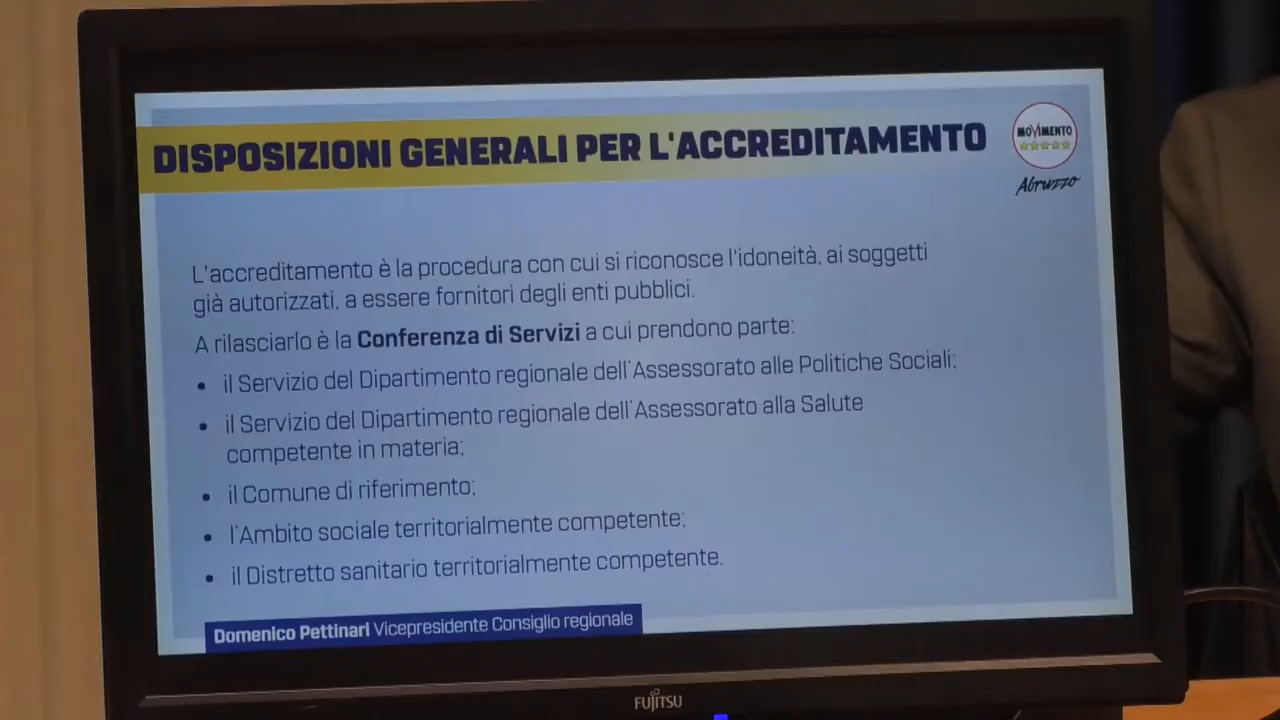 DISPOSIZIONI GENERALI PER L'ACCREDITAMENTO
MOVIMENTO
Abruzzo
L'accreditamento è la procedura con cui si riconosce l'idoneità, ai soggetti
già autorizzati, a essere fornitori degli enti pubblici.
A rilasciarlo è la Conferenza di Servizi a cui prendono parte:
• il Servizio del Dipartimento regionale dell'Assessorato alle Politiche Sociali;
• il Servizio del Dipartimento regionale dell'Assessorato alla Salute
competente in materia;
• il Comune di riferimento;
• l'Ambito sociale territorialmente competente;
• il Distretto sanitario territorialmente competente.
Domenico Pettinari Vicepresidente Consiglio regionale
FUJITSU